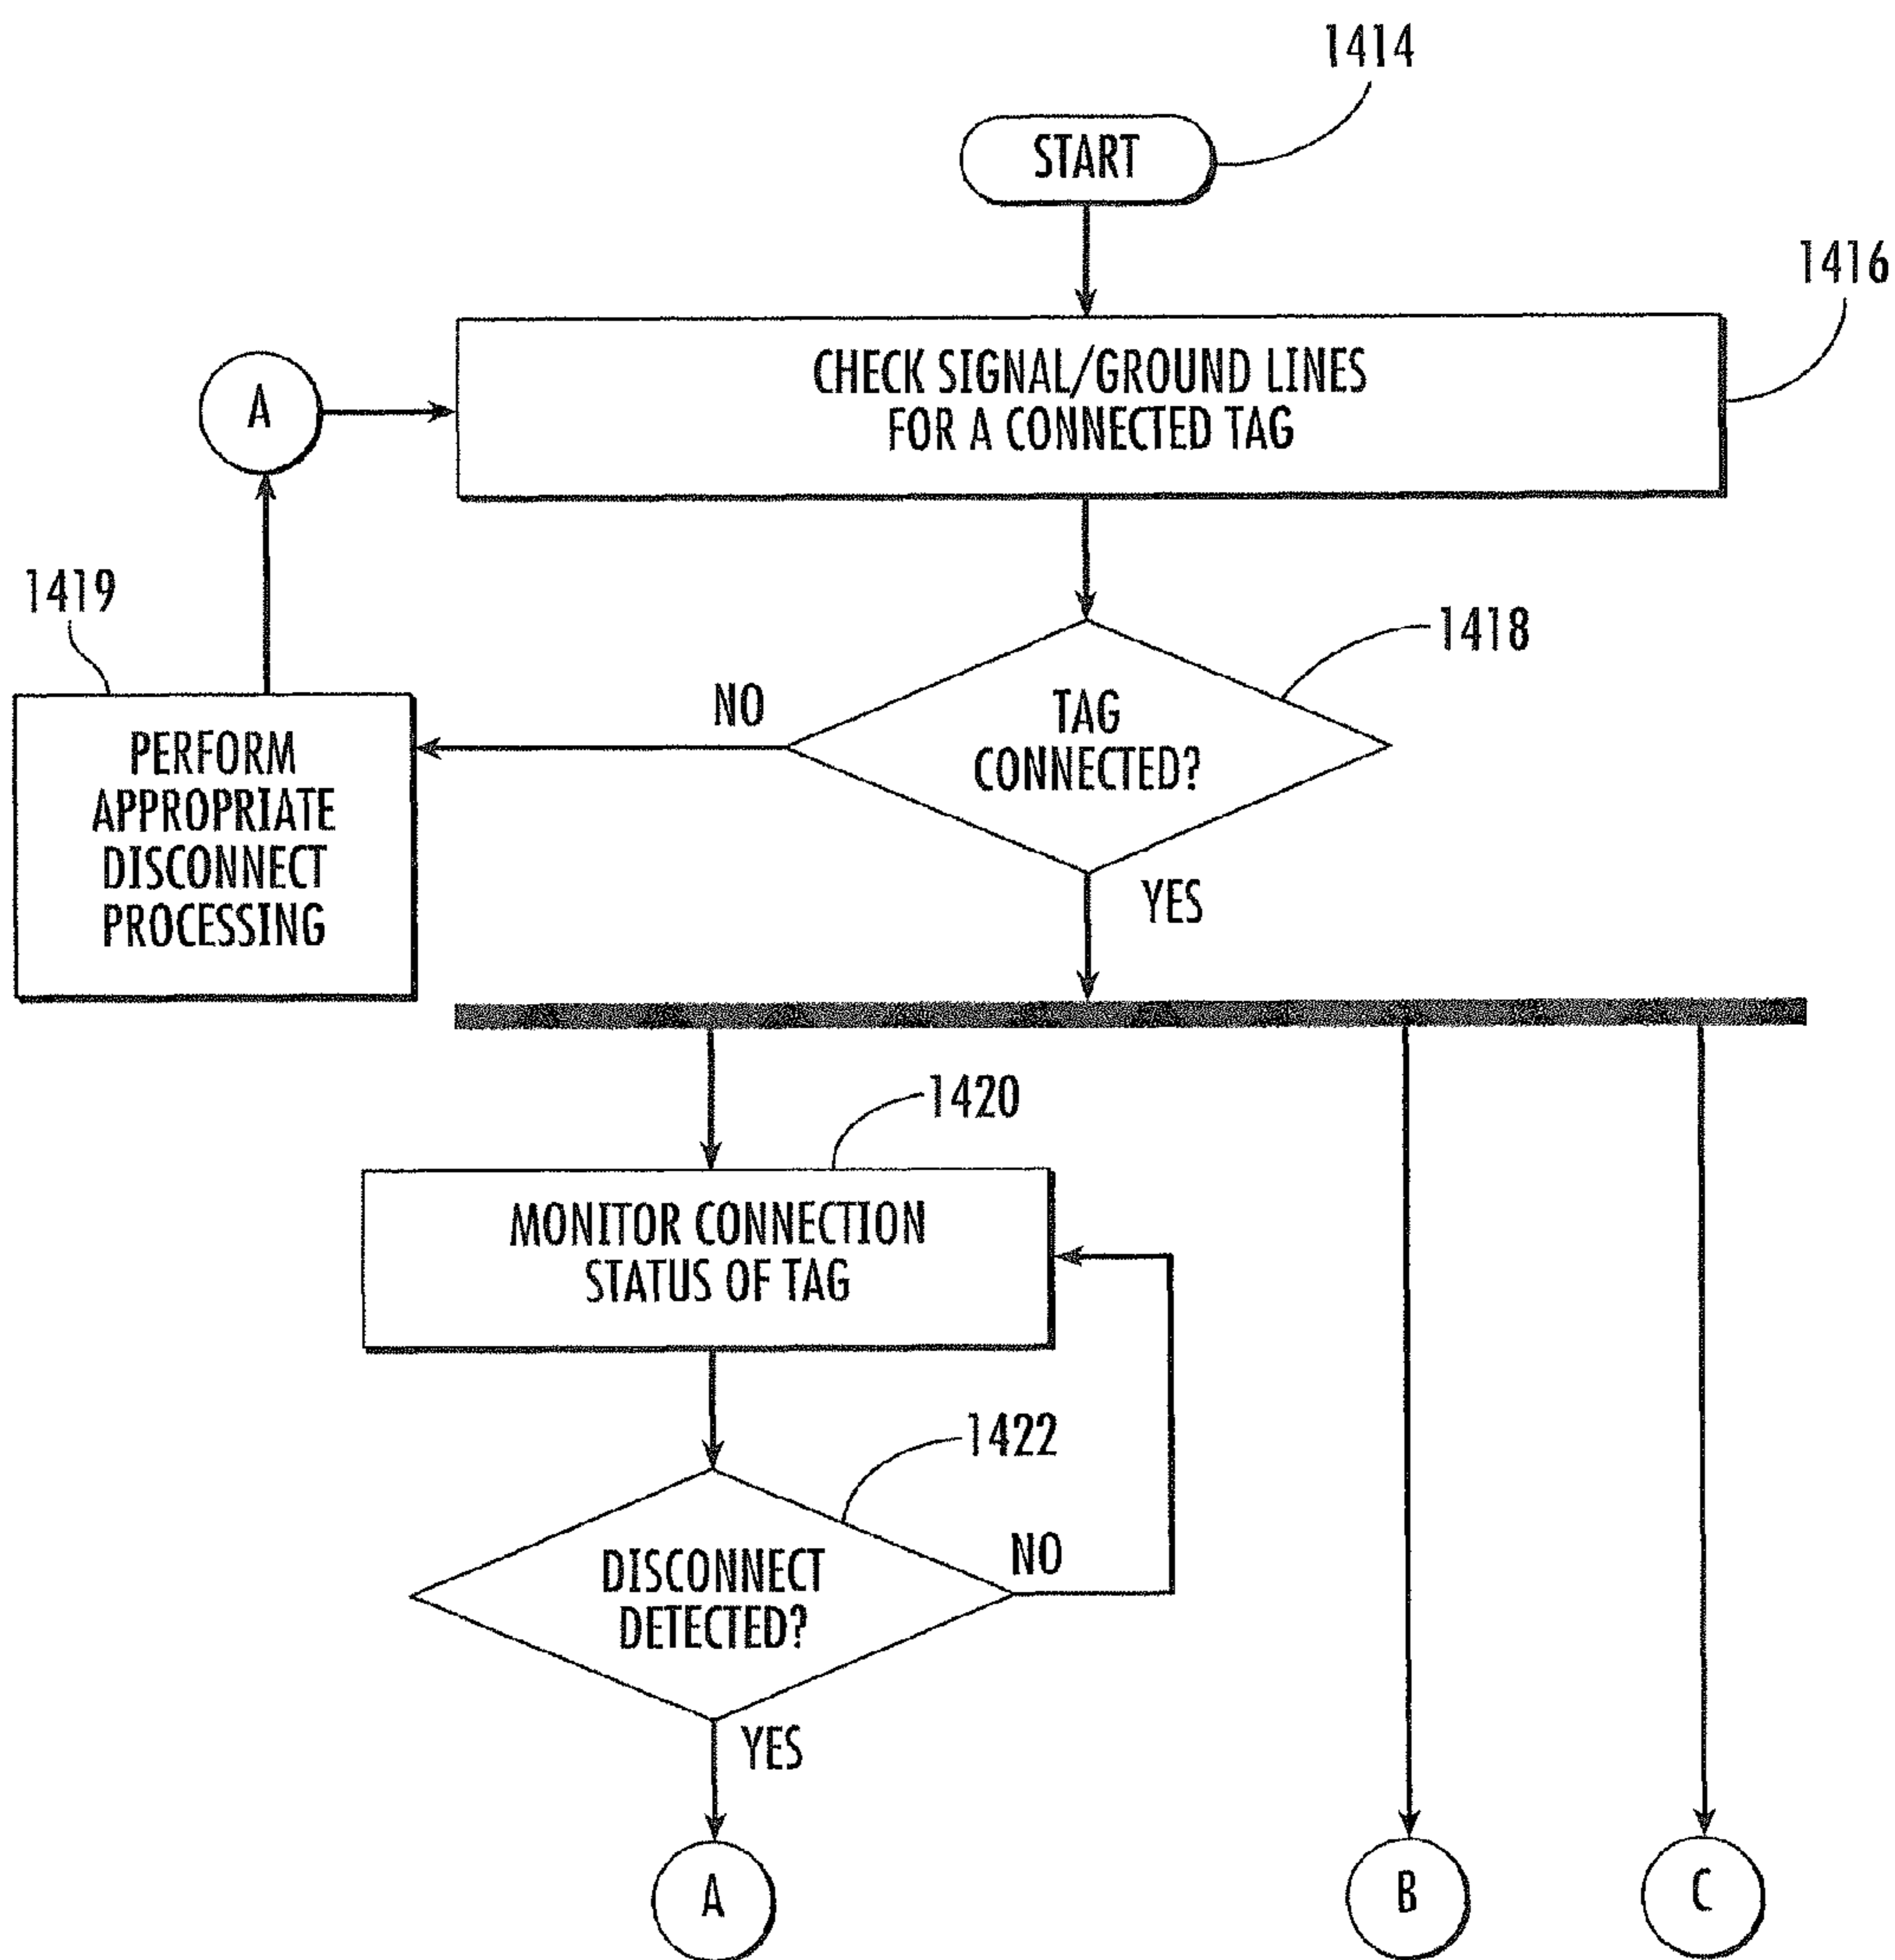 1414
START
1416
CHECK SIGNAL/GROUND LINES
FOR A CONNECTED TAG
A
1419
1418
NO
TAG
CONNECTED?
PERFORM
APPROPRIATE
DISCONNECT
PROCESSING
YES
1420
MONITOR CONNECTION
STATUS OF TAG
1422
DISCONNECT
DETECTED?
NO
YES
A
B
C